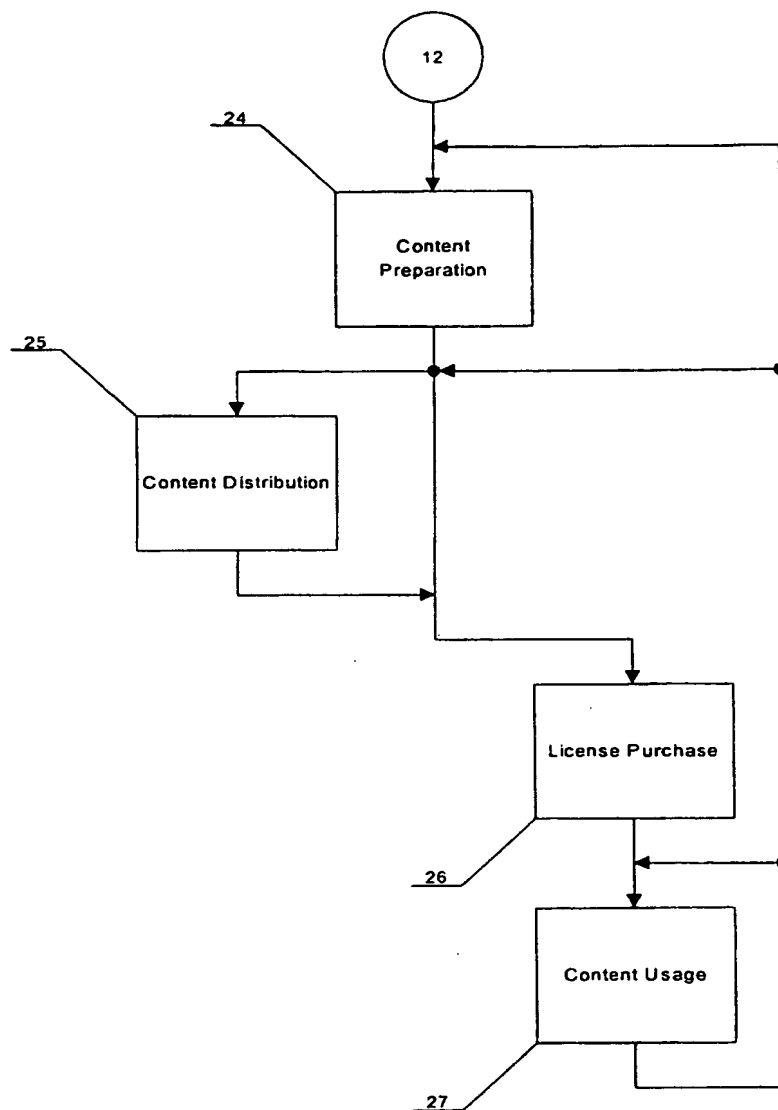 12
24
Content
Preparation
25
Content Distribution
License Purchase
26
Content Usage
27